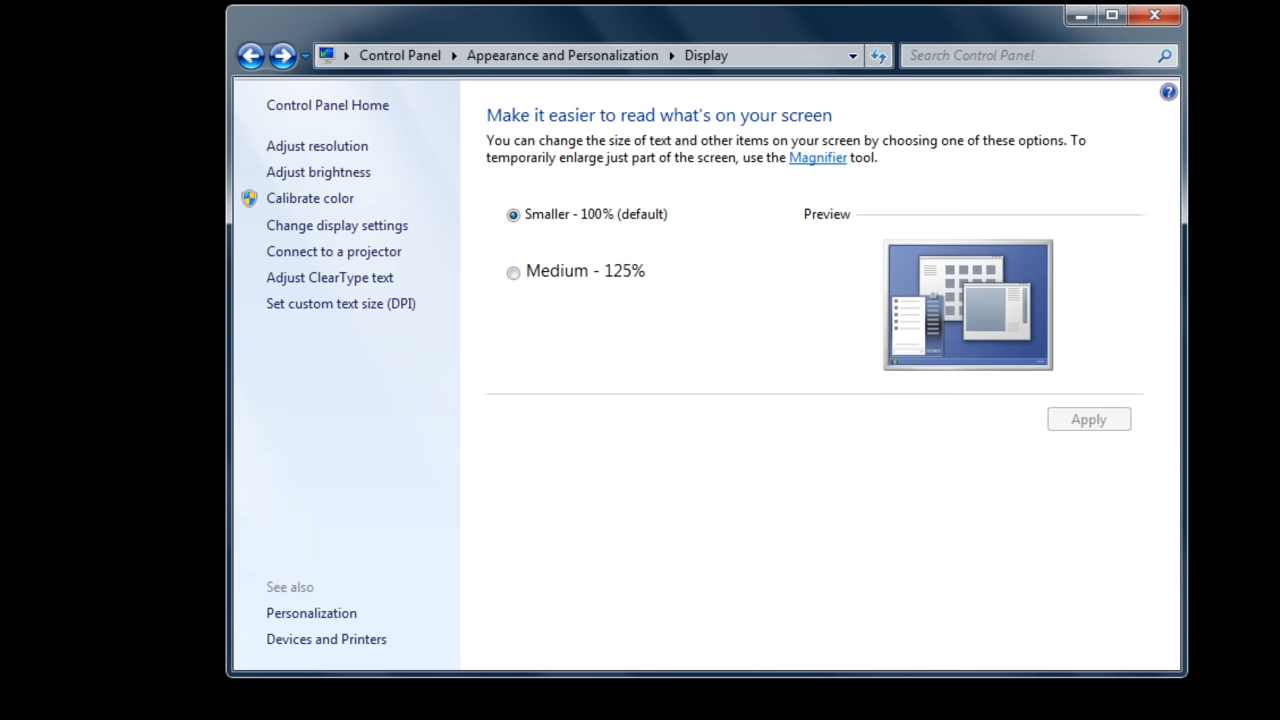 Control Panel Appearance and Personalization Display
Search Control Panel
Control Panel Home
Adjust resolution
Adjust brightness
Calibrate color
Change display settings
Connect to a projector
Adjust ClearType text
Set custom text size (DPI)
See also
Personalization
Devices and Printers
Make it easier to read what's on your screen
You can change the size of text and other items on your screen by choosing one of these options. To
temporarily enlarge just part of the screen, use the Magnifier tool.
Smaller - 100% (default)
Preview
Medium - 125%
Apply